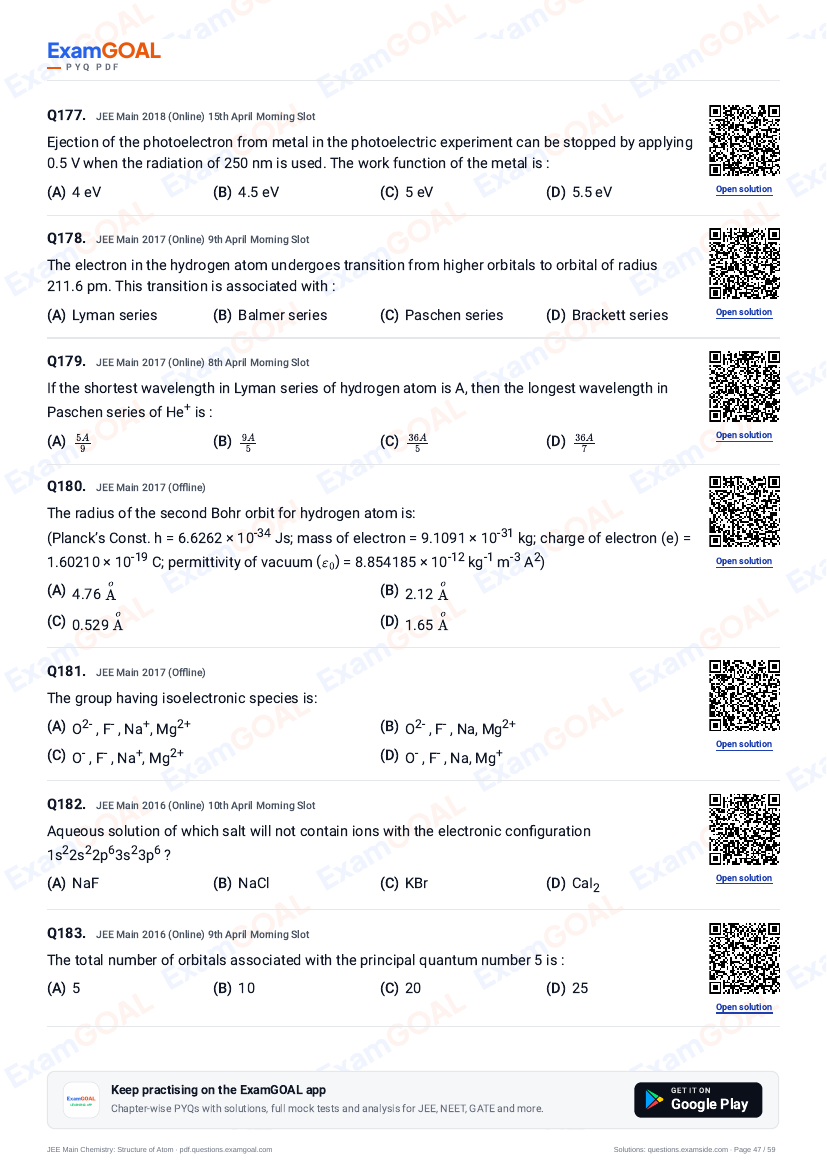 ExamGOAL
PYQ PDF
Q177. JEE Main 2018 (Online) 15th April Morning Slot
Ejection of the photoelectron from metal in the photoelectric experiment can be stopped by applying
0.5 V when the radiation of 250 nm is used. The work function of the metal is :
(A) 4 eV (B) 4.5 eV (C) 5 eV (D) 5.5 eV
Open solution
Q178. JEE Main 2017 (Online) 9th April Morning Slot
The electron in the hydrogen atom undergoes transition from higher orbitals to orbital of radius
211.6 pm. This transition is associated with :
(A) Lyman series (B) Balmer series (C) Paschen series (D) Brackett series
Open solution
Q179. JEE Main 2017 (Online) 8th April Morning Slot
If the shortest wavelength in Lyman series of hydrogen atom is A, then the longest wavelength in
Paschen series of He⁺ is :
(A) 5A/9 (B) 9A/5 (C) 36A/5 (D) 36A/7
Open solution
Q180. JEE Main 2017 (Offline)
The radius of the second Bohr orbit for hydrogen atom is:
(Planck's Const. h = 6.6262 × 10⁻³⁴ Js; mass of electron = 9.1091 × 10⁻³¹ kg; charge of electron (e) =
1.60210 × 10⁻¹⁹ C; permittivity of vacuum (ε₀) = 8.854185 × 10⁻¹² kg⁻¹ m⁻³ A²)
(A) 4.76 Å (B) 2.12 Å
(C) 0.529 Å (D) 1.65 Å
Open solution
Q181. JEE Main 2017 (Offline)
The group having isoelectronic species is:
(A) O²⁻ , F⁻ , Na⁺, Mg²⁺ (B) O²⁻ , F⁻ , Na, Mg²⁺
(C) O⁻ , F⁻ , Na⁺, Mg²⁺ (D) O⁻ , F⁻ , Na, Mg⁺
Open solution
Q182. JEE Main 2016 (Online) 10th April Morning Slot
Aqueous solution of which salt will not contain ions with the electronic configuration
1s²2s²2p⁶3s²3p⁶ ?
(A) NaF (B) NaCl (C) KBr (D) CaI₂
Open solution
Q183. JEE Main 2016 (Online) 9th April Morning Slot
The total number of orbitals associated with the principal quantum number 5 is :
(A) 5 (B) 10 (C) 20 (D) 25
Open solution
Keep practising on the ExamGOAL app
Chapter-wise PYQs with solutions, full mock tests and analysis for JEE, NEET, GATE and more.
GET IT ON
Google Play
JEE Main Chemistry: Structure of Atom · pdf.questions.examgoal.com
Solutions: questions.examside.com · Page 47 / 59